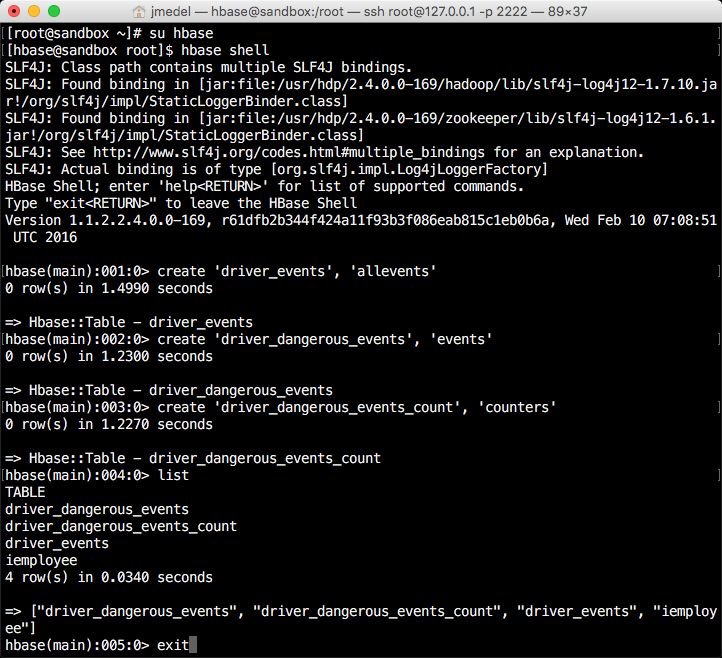 jmedel — hbase@sandbox:/root — ssh root@127.0.0.1 -p 2222 — 89×37
[[root@sandbox ~]# su hbase ]
[[hbase@sandbox root]$ hbase shell ]
SLF4J: Class path contains multiple SLF4J bindings.
SLF4J: Found binding in [jar:file:/usr/hdp/2.4.0.0-169/hadoop/lib/slf4j-log4j12-1.7.10.ja
r!/org/slf4j/impl/StaticLoggerBinder.class]
SLF4J: Found binding in [jar:file:/usr/hdp/2.4.0.0-169/zookeeper/lib/slf4j-log4j12-1.6.1.
jar!/org/slf4j/impl/StaticLoggerBinder.class]
SLF4J: See http://www.slf4j.org/codes.html#multiple_bindings for an explanation.
SLF4J: Actual binding is of type [org.slf4j.impl.Log4jLoggerFactory]
HBase Shell; enter 'help<RETURN>' for list of supported commands.
Type "exit<RETURN>" to leave the HBase Shell
Version 1.1.2.2.4.0.0-169, r61dfb2b344f424a11f93b3f086eab815c1eb0b6a, Wed Feb 10 07:08:51
UTC 2016
[hbase(main):001:0> create 'driver_events', 'allevents' ]
0 row(s) in 1.4990 seconds
=> Hbase::Table - driver_events
[hbase(main):002:0> create 'driver_dangerous_events', 'events' ]
0 row(s) in 1.2300 seconds
=> Hbase::Table - driver_dangerous_events
[hbase(main):003:0> create 'driver_dangerous_events_count', 'counters' ]
0 row(s) in 1.2270 seconds
=> Hbase::Table - driver_dangerous_events_count
[hbase(main):004:0> list ]
TABLE
driver_dangerous_events
driver_dangerous_events_count
driver_events
iemployee
4 row(s) in 0.0340 seconds
=> ["driver_dangerous_events", "driver_dangerous_events_count", "driver_events", "iemploy
ee"]
hbase(main):005:0> exit